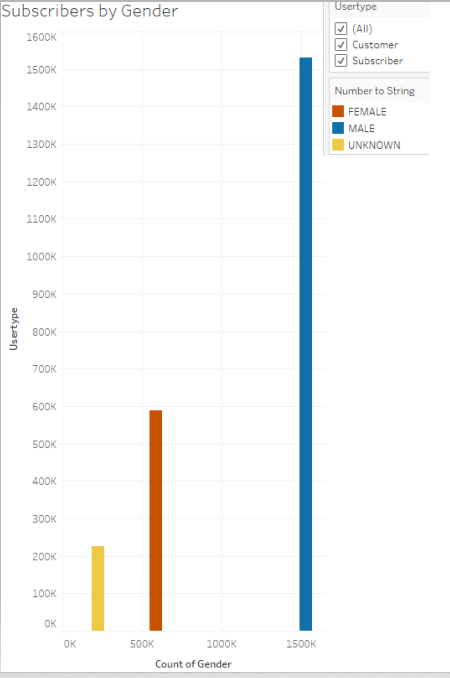 Subscribers by Gender
Usertype
(All)
Customer
Subscriber
Number to String
FEMALE
MALE
UNKNOWN
1600K
1500K
1400K
1300K
1200K
1100K
1000K
900K
800K
700K
600K
500K
400K
300K
200K
100K
0K
Usertype
0K 500K 1000K 1500K
Count of Gender